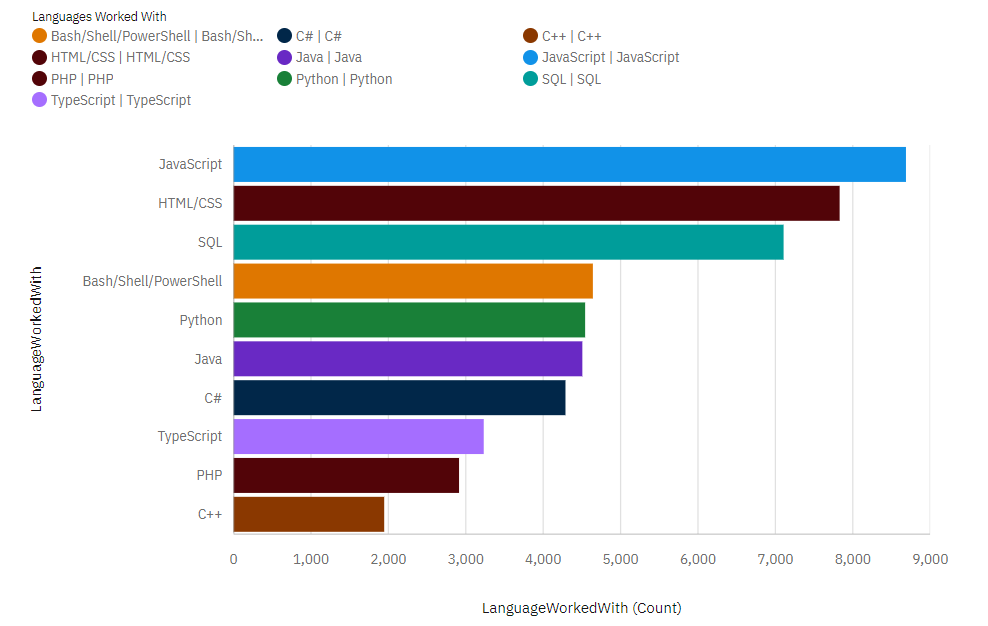 Languages Worked With
Bash/Shell/PowerShell | Bash/Sh... C# | C# C++ | C++
HTML/CSS | HTML/CSS Java | Java JavaScript | JavaScript
PHP | PHP Python | Python SQL | SQL
TypeScript | TypeScript
LanguageWorkedWith
JavaScript
HTML/CSS
SQL
Bash/Shell/PowerShell
Python
Java
C#
TypeScript
PHP
C++
0 1,000 2,000 3,000 4,000 5,000 6,000 7,000 8,000 9,000
LanguageWorkedWith (Count)